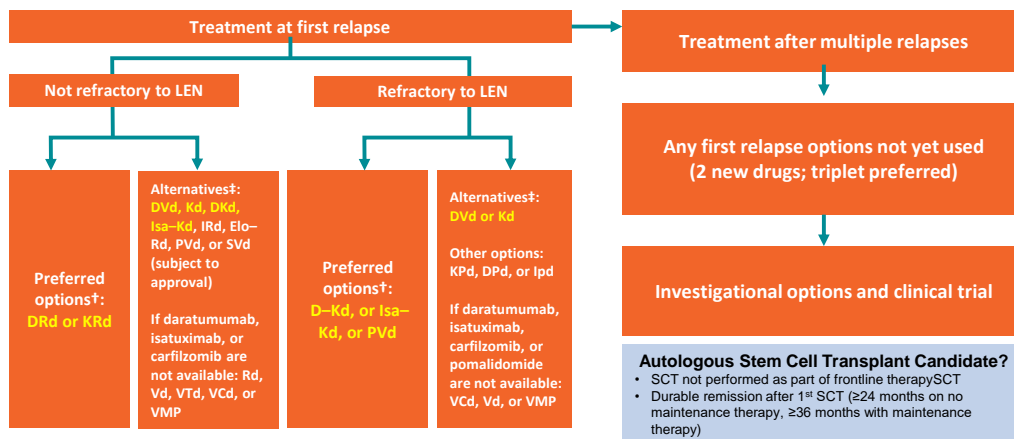 Treatment at first relapse
Not refractory to LEN
Refractory to LEN
Preferred
options†:
DRd or KRd
Alternatives‡:
DVd, Kd, DKd,
Isa–Kd, IRd, Elo–
Rd, PVd, or SVd
(subject to
approval)
If daratumumab,
isatuximab, or
carfilzomib are
not available: Rd,
Vd, VTd, VCd, or
VMP
Preferred
options†:
D–Kd, or Isa–
Kd, or PVd
Alternatives‡:
DVd or Kd
Other options:
KPd, DPd, or Ipd
If daratumumab,
isatuximab,
carfilzomib, or
pomalidomide
are not available:
VCd, Vd, or VMP
Treatment after multiple relapses
Any first relapse options not yet used
(2 new drugs; triplet preferred)
Investigational options and clinical trial
Autologous Stem Cell Transplant Candidate?
• SCT not performed as part of frontline therapySCT
• Durable remission after 1st SCT (≥24 months on no
maintenance therapy, ≥36 months with maintenance
therapy)